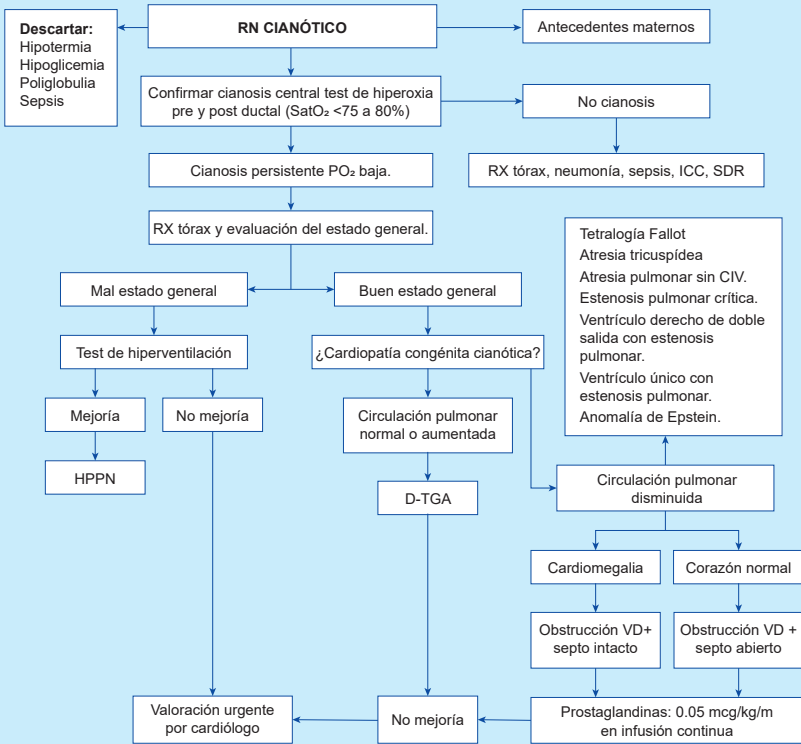 Descartar:
Hipotermia
Hipoglicemia
Poliglobulia
Sepsis
RN CIANÓTICO
Antecedentes maternos
Confirmar cianosis central test de hiperoxia
pre y post ductal (SatO₂ <75 a 80%)
No cianosis
Cianosis persistente PO₂ baja.
RX tórax, neumonía, sepsis, ICC, SDR
RX tórax y evaluación del estado general.
Mal estado general
Buen estado general
Test de hiperventilación
¿Cardiopatía congénita cianótica?
Mejoría
No mejoría
Circulación pulmonar
normal o aumentada
HPPN
D-TGA
Tetralogía Fallot
Atresia tricuspídea
Atresia pulmonar sin CIV.
Estenosis pulmonar crítica.
Ventrículo derecho de doble
salida con estenosis
pulmonar.
Ventrículo único con
estenosis pulmonar.
Anomalía de Epstein.
Circulación pulmonar
disminuida
Cardiomegalia
Corazón normal
Obstrucción VD+
septo intacto
Obstrucción VD +
septo abierto
Valoración urgente
por cardiólogo
No mejoría
Prostaglandinas: 0.05 mcg/kg/m
en infusión continua